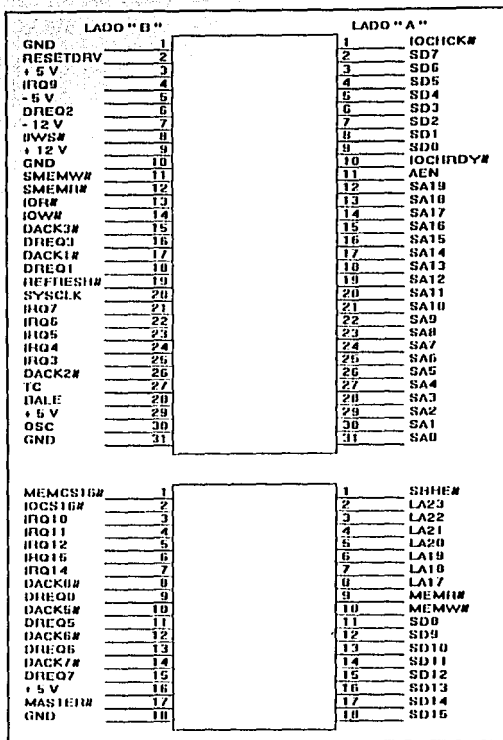 LADO "B" LADO "A"
GND 1 1 IOCHCK#
RESETDRV 2 2 SD7
+ 5 V 3 3 SD6
IRQ9 4 4 SD5
- 5 V 5 5 SD4
DREQ2 6 6 SD3
- 12 V 7 7 SD2
0WS# 8 8 SD1
+ 12 V 9 9 SD0
GND 10 10 IOCHRDY#
SMEMW# 11 11 AEN
SMEMR# 12 12 SA19
IOR# 13 13 SA18
IOW# 14 14 SA17
DACK3# 15 15 SA16
DREQ3 16 16 SA15
DACK1# 17 17 SA14
DREQ1 18 18 SA13
REFRESH# 19 19 SA12
SYSCLK 20 20 SA11
IRQ7 21 21 SA10
IRQ6 22 22 SA9
IRQ5 23 23 SA8
IRQ4 24 24 SA7
IRQ3 25 25 SA6
DACK2# 26 26 SA5
TC 27 27 SA4
BALE 28 28 SA3
+ 5 V 29 29 SA2
OSC 30 30 SA1
GND 31 31 SA0
MEMCS16# 1 1 SBHE#
IOCS16# 2 2 LA23
IRQ10 3 3 LA22
IRQ11 4 4 LA21
IRQ12 5 5 LA20
IRQ15 6 6 LA19
IRQ14 7 7 LA18
DACK0# 8 8 LA17
DREQ0 9 9 MEMR#
DACK5# 10 10 MEMW#
DREQ5 11 11 SD8
DACK6# 12 12 SD9
DREQ6 13 13 SD10
DACK7# 14 14 SD11
DREQ7 15 15 SD12
+ 5 V 16 16 SD13
MASTER# 17 17 SD14
GND 18 18 SD15